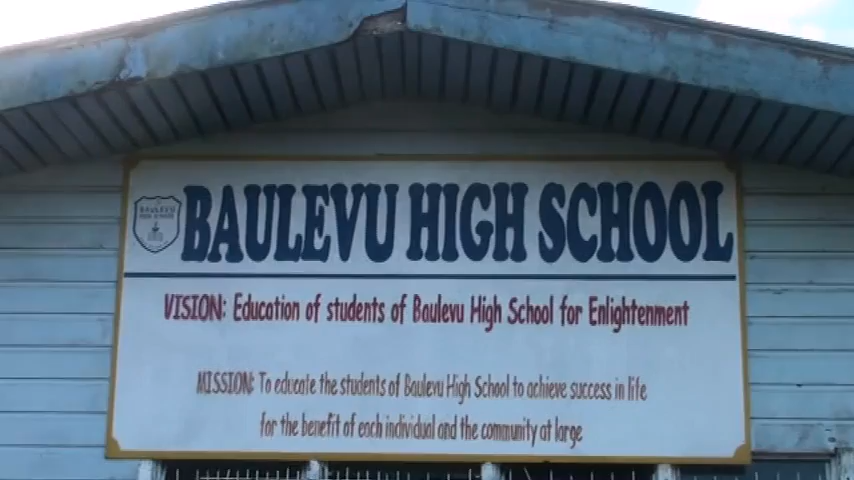 BAULEVU HIGH SCHOOL
VISION: Education of Students of Baulevu High School for Enlightenment
MISSION: To educate the students of Baulevu High School to achieve success in life
for the benefit of each individual and the community at large